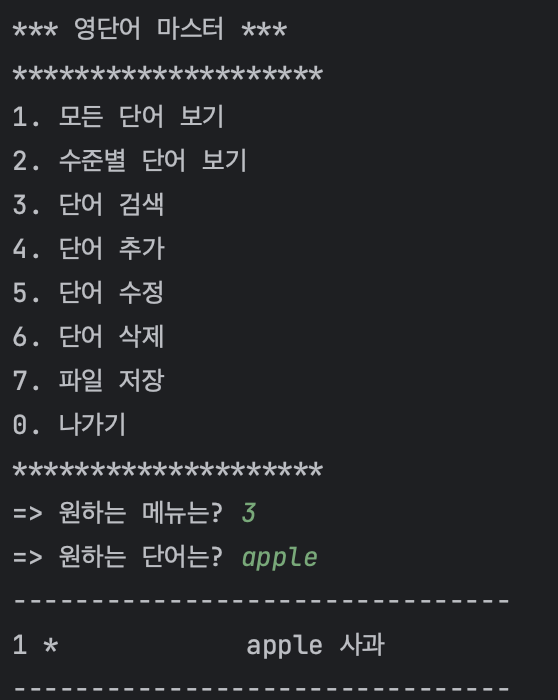 *** 영단어 마스터 ***
********************
1. 모든 단어 보기
2. 수준별 단어 보기
3. 단어 검색
4. 단어 추가
5. 단어 수정
6. 단어 삭제
7. 파일 저장
0. 나가기
********************
=> 원하는 메뉴는? 3
=> 원하는 단어는? apple
--------------------------------
1 *            apple 사과
--------------------------------